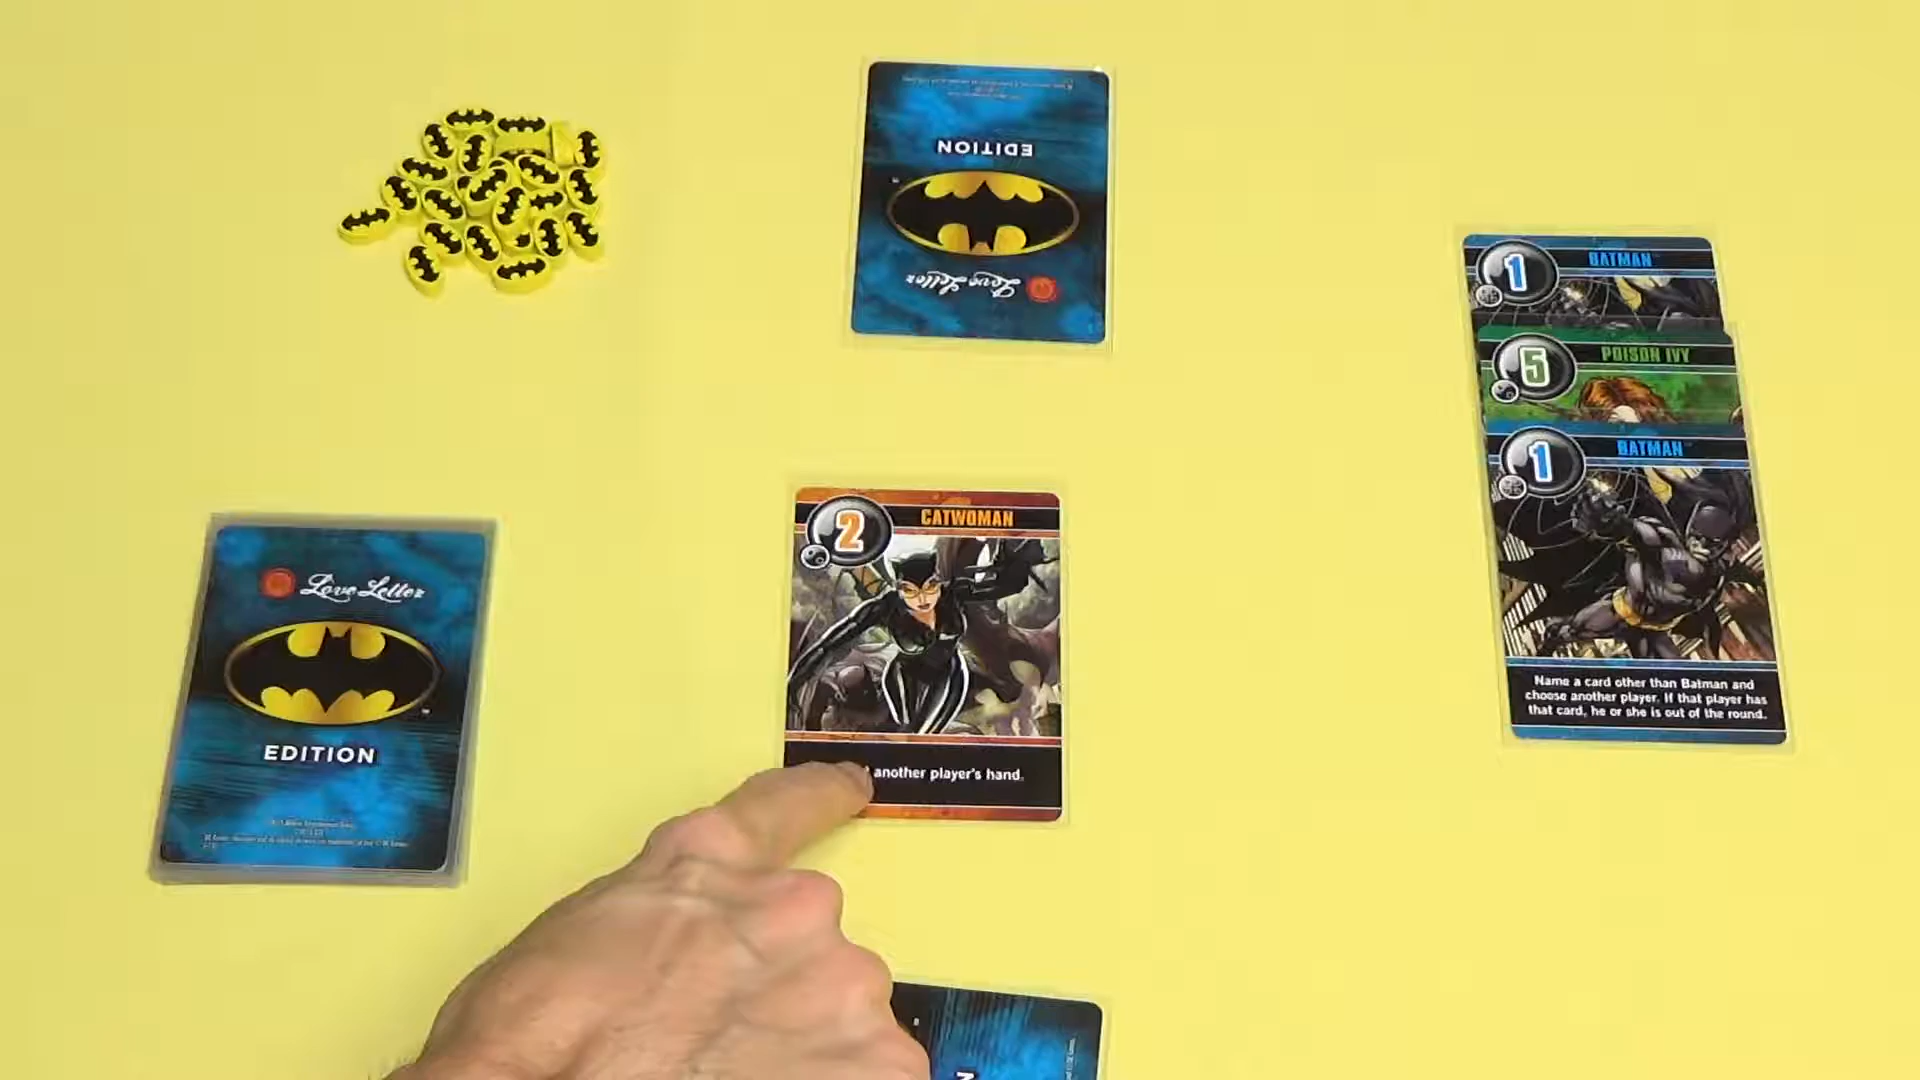 EDITION
Love Letter
1
BATMAN
5
POISON IVY
1
BATMAN
Name a card other than Batman and
choose another player. If that player has
that card, he or she is out of the round.
2
CATWOMAN
another player's hand.
Love Letter
EDITION
N